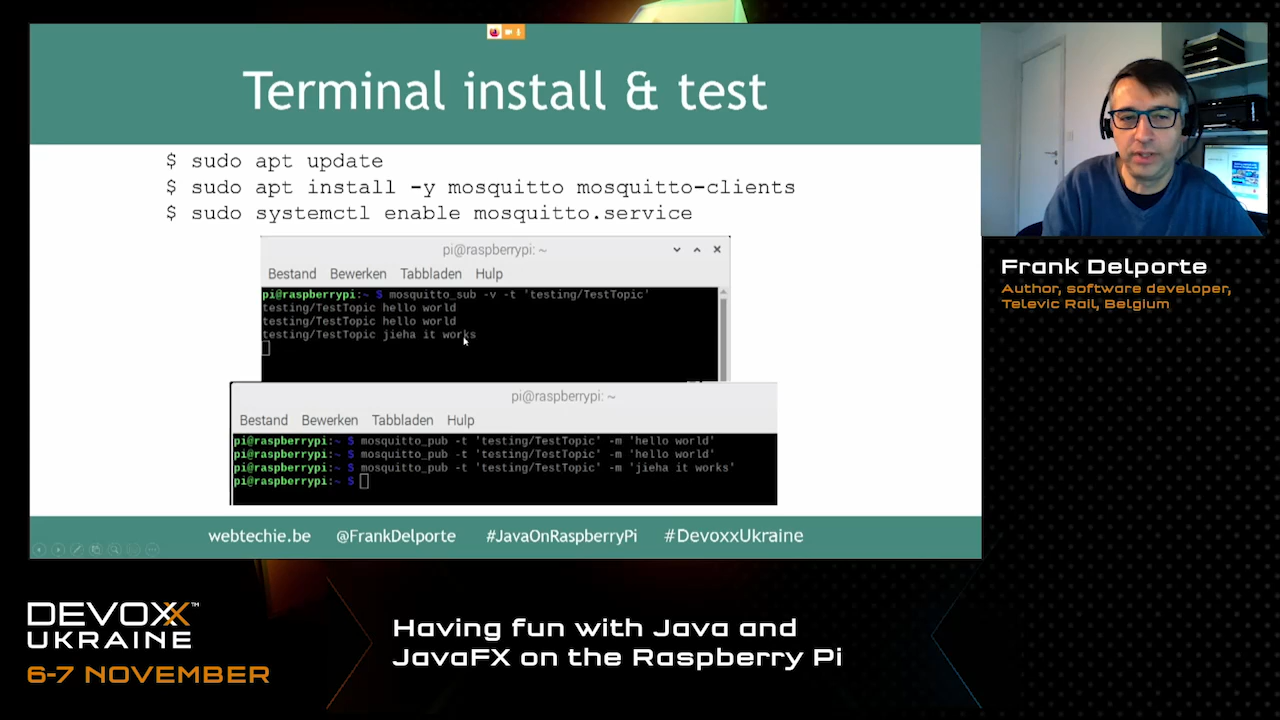 Terminal install & test
$ sudo apt update
$ sudo apt install -y mosquitto mosquitto-clients
$ sudo systemctl enable mosquitto.service
pi@raspberrypi: ~
Bestand Bewerken Tabbladen Hulp
pi@raspberrypi:~ $ mosquitto_sub -v -t 'testing/TestTopic'
testing/TestTopic hello world
testing/TestTopic hello world
testing/TestTopic jieha it works
pi@raspberrypi: ~
Bestand Bewerken Tabbladen Hulp
pi@raspberrypi:~ $ mosquitto_pub -t 'testing/TestTopic' -m 'hello world'
pi@raspberrypi:~ $ mosquitto_pub -t 'testing/TestTopic' -m 'hello world'
pi@raspberrypi:~ $ mosquitto_pub -t 'testing/TestTopic' -m 'jieha it works'
pi@raspberrypi:~ $
webtechie.be @FrankDelporte #JavaOnRaspberryPi #DevoxxUkraine
Frank Delporte
Author, software developer,
Televic Rail, Belgium
DEVOXX™
UKRAINE
6-7 NOVEMBER
Having fun with Java and
JavaFX on the Raspberry Pi